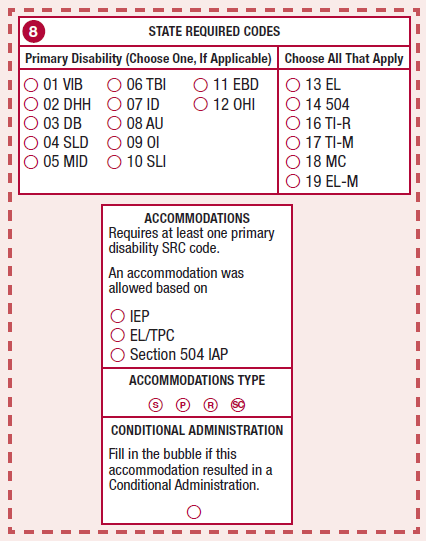 8 STATE REQUIRED CODES
Primary Disability (Choose One, If Applicable)
01 VIB
02 DHH
03 DB
04 SLD
05 MID
06 TBI
07 ID
08 AU
09 OI
10 SLI
11 EBD
12 OHI
Choose All That Apply
13 EL
14 504
16 TI-R
17 TI-M
18 MC
19 EL-M
ACCOMMODATIONS
Requires at least one primary
disability SRC code.
An accommodation was
allowed based on
IEP
EL/TPC
Section 504 IAP
ACCOMMODATIONS TYPE
S P R SC
CONDITIONAL ADMINISTRATION
Fill in the bubble if this
accommodation resulted in a
Conditional Administration.